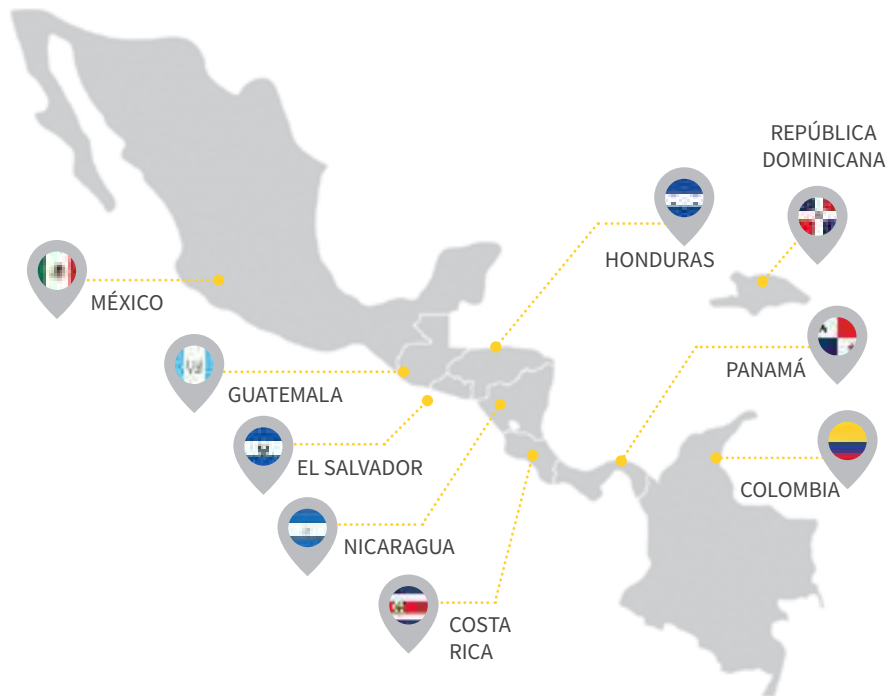 REPÚBLICA
DOMINICANA
HONDURAS
MÉXICO
PANAMÁ
GUATEMALA
EL SALVADOR
COLOMBIA
NICARAGUA
COSTA
RICA